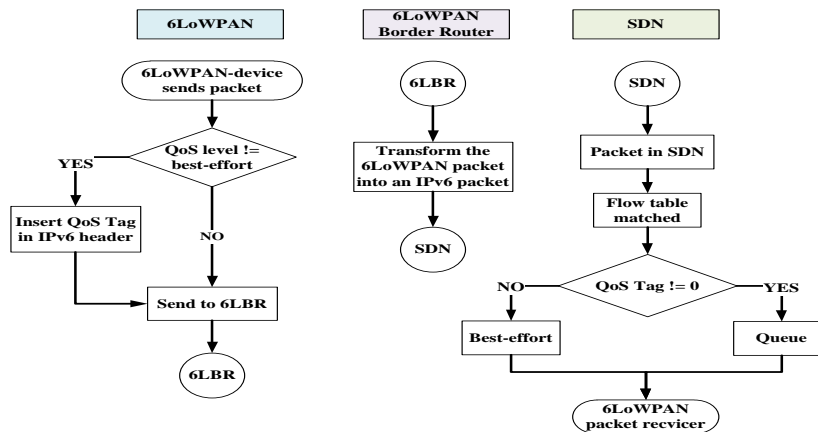 6LoWPAN
6LoWPAN-device
sends packet
QoS level !=
best-effort
YES
Insert QoS Tag
in IPv6 header
NO
Send to 6LBR
6LBR
6LoWPAN
Border Router
6LBR
Transform the
6LoWPAN packet
into an IPv6 packet
SDN
SDN
SDN
Packet in SDN
Flow table
matched
QoS Tag != 0
NO
YES
Best-effort
Queue
6LoWPAN
packet recvicer